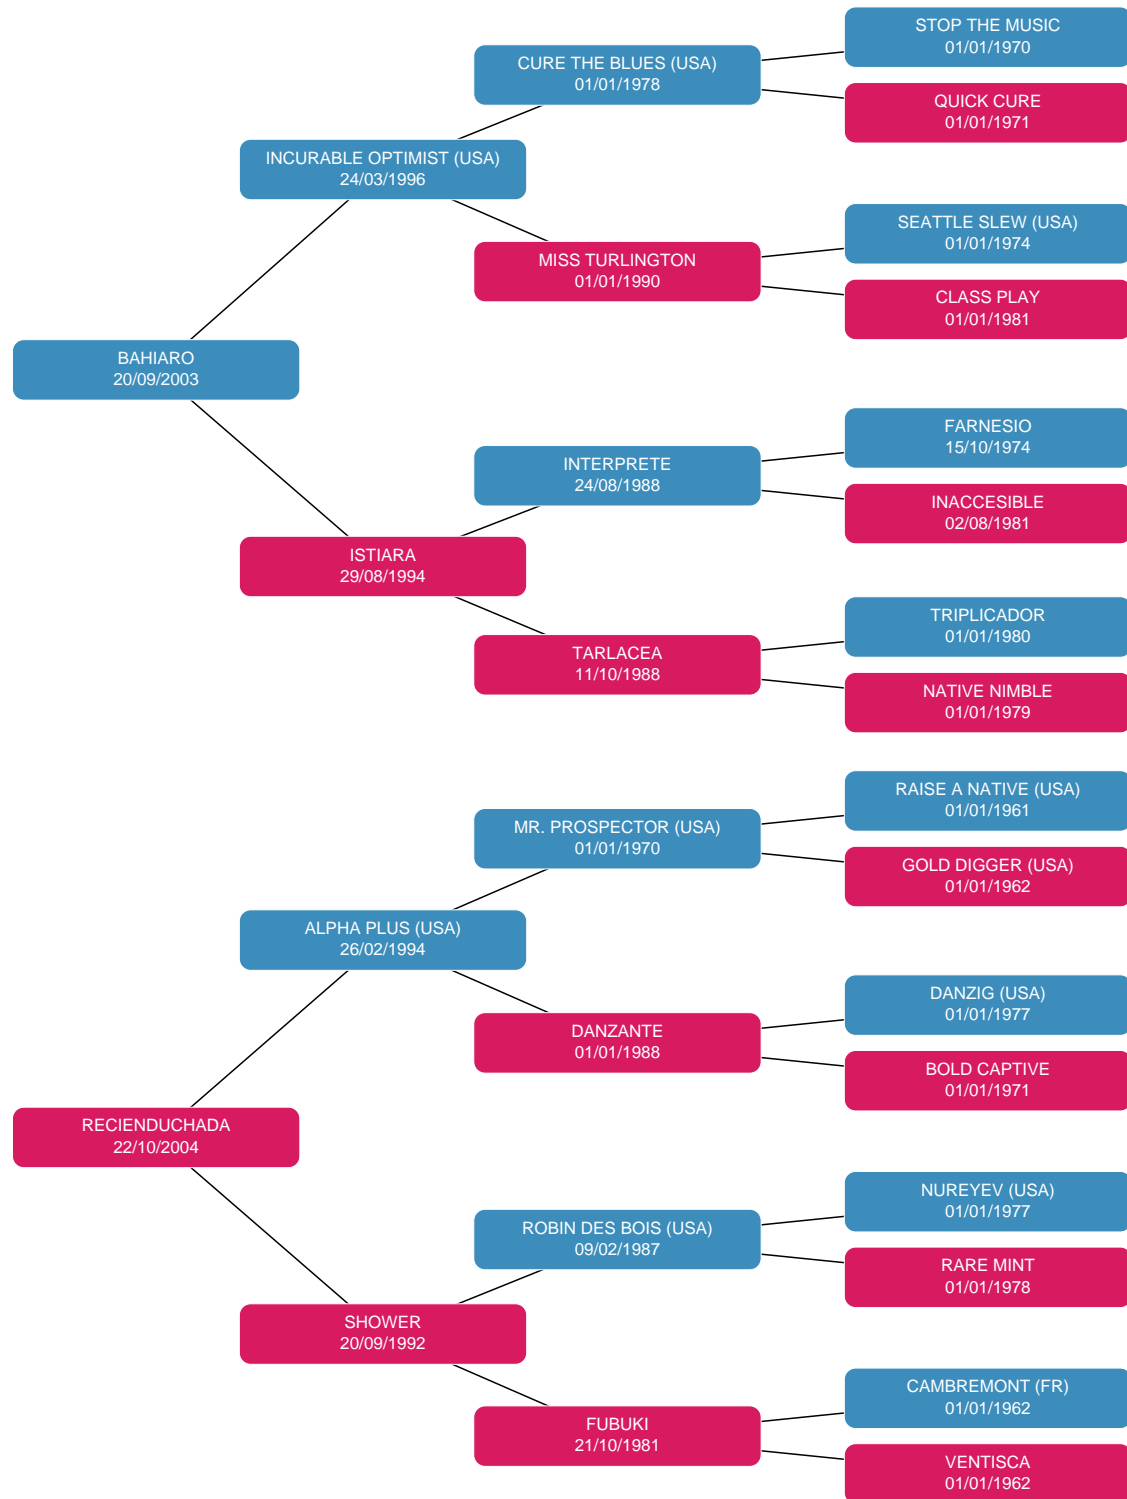 STOP THE MUSIC
01/01/1970
CURE THE BLUES (USA)
01/01/1978
QUICK CURE
01/01/1971
INCURABLE OPTIMIST (USA)
24/03/1996
SEATTLE SLEW (USA)
01/01/1974
MISS TURLINGTON
01/01/1990
CLASS PLAY
01/01/1981
BAHIARO
20/09/2003
FARNESIO
15/10/1974
INTERPRETE
24/08/1988
INACCESIBLE
02/08/1981
ISTIARA
29/08/1994
TRIPLICADOR
01/01/1980
TARLACEA
11/10/1988
NATIVE NIMBLE
01/01/1979
RAISE A NATIVE (USA)
01/01/1961
MR. PROSPECTOR (USA)
01/01/1970
GOLD DIGGER (USA)
01/01/1962
ALPHA PLUS (USA)
26/02/1994
DANZIG (USA)
01/01/1977
DANZANTE
01/01/1988
BOLD CAPTIVE
01/01/1971
RECIENDUCHADA
22/10/2004
NUREYEV (USA)
01/01/1977
ROBIN DES BOIS (USA)
09/02/1987
RARE MINT
01/01/1978
SHOWER
20/09/1992
CAMBREMONT (FR)
01/01/1962
FUBUKI
21/10/1981
VENTISCA
01/01/1962